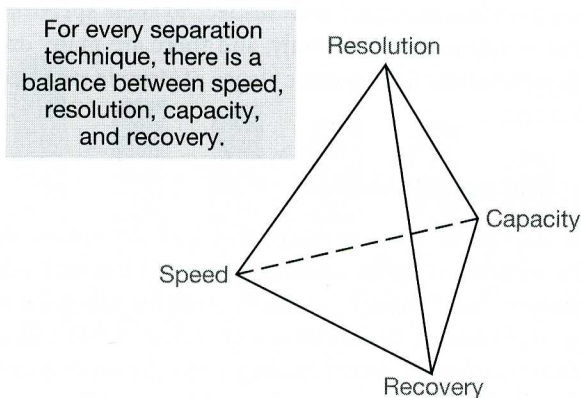 For every separation
technique, there is a
balance between speed,
resolution, capacity,
and recovery.
Resolution
Capacity
Speed
Recovery